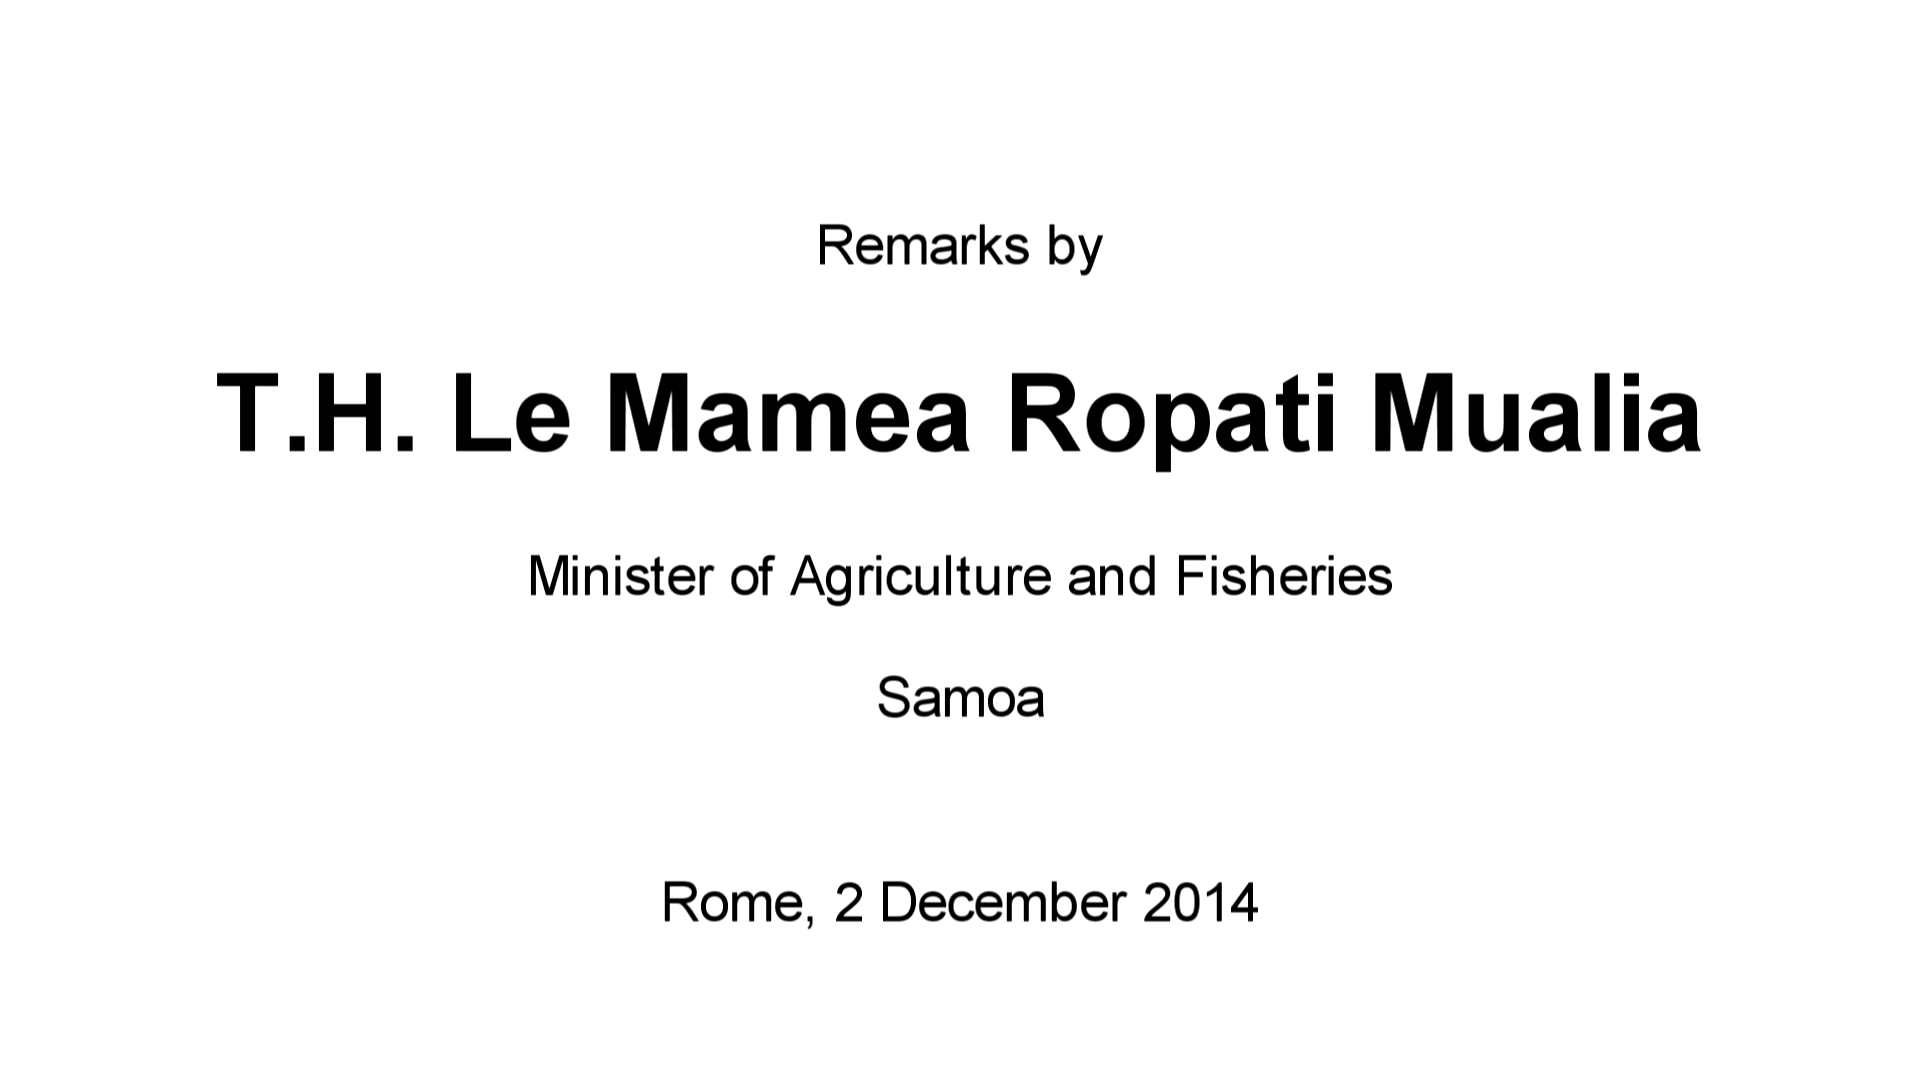 Remarks by
T.H. Le Mamea Ropati Mualia
Minister of Agriculture and Fisheries
Samoa
Rome, 2 December 2014